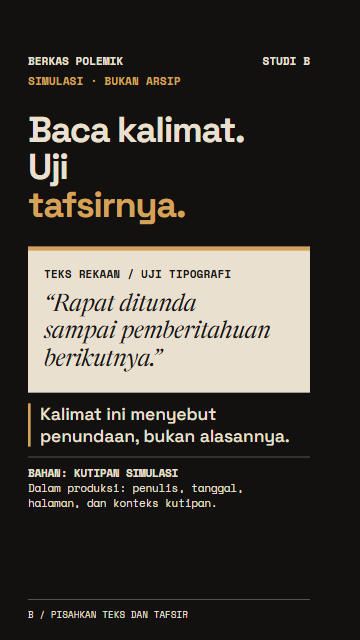 BERKAS POLEMIK
STUDI B
SIMULASI · BUKAN ARSIP
Baca kalimat.
Uji
tafsirnya.
TEKS REKAAN / UJI TIPOGRAFI
“Rapat ditunda
sampai pemberitahuan
berikutnya.”
Kalimat ini menyebut
penundaan, bukan alasannya.
BAHAN: KUTIPAN SIMULASI
Dalam produksi: penulis, tanggal,
halaman, dan konteks kutipan.
B / PISAHKAN TEKS DAN TAFSIR